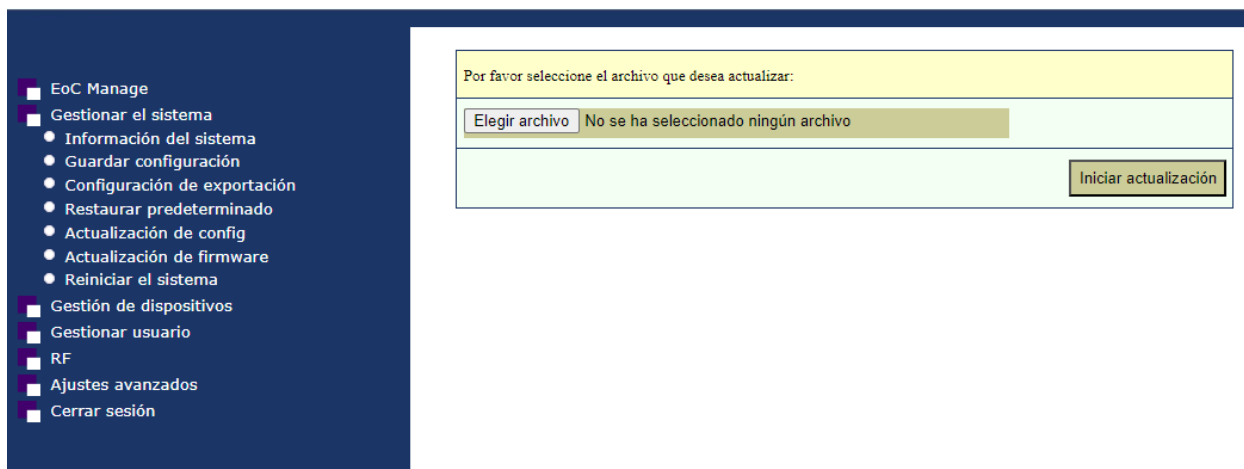 EoC Manage
Gestionar el sistema
Información del sistema
Guardar configuración
Configuración de exportación
Restaurar predeterminado
Actualización de config
Actualización de firmware
Reiniciar el sistema
Gestión de dispositivos
Gestionar usuario
RF
Ajustes avanzados
Cerrar sesión
Por favor seleccione el archivo que desea actualizar:
Elegir archivo No se ha seleccionado ningún archivo
Iniciar actualización